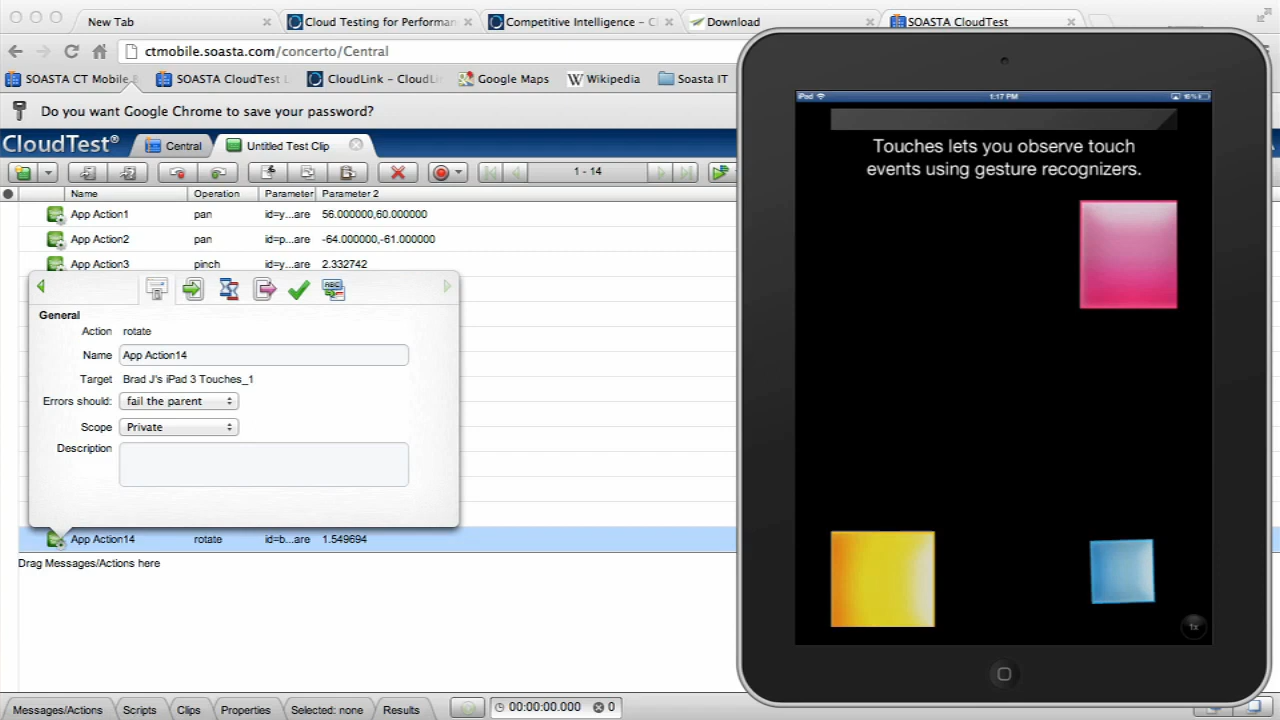 New Tab
Cloud Testing for Performan
Competitive Intelligence – C
Download
SOASTA CloudTest
ctmobile.soasta.com/concerto/Central
SOASTA CT Mobile
SOASTA CloudTest
CloudLink – CloudLi
Google Maps
Wikipedia
Soasta IT
Do you want Google Chrome to save your password?
CloudTest®
Central
Untitled Test Clip
1 - 14
Name Operation Parameter Parameter 2
App Action1 pan id=y...are 56.000000,60.000000
App Action2 pan id=p...are -64.000000,-61.000000
App Action3 pinch id=y...are 2.332742
General
Action rotate
Name App Action14
Target Brad J's iPad 3 Touches_1
Errors should: fail the parent
Scope Private
Description
App Action14 rotate id=b...are 1.549694
Drag Messages/Actions here
Messages/Actions Scripts Clips Properties Selected: none Results 00:00:00.000 0
iPad 1:17 PM
Touches lets you observe touch
events using gesture recognizers.
1x